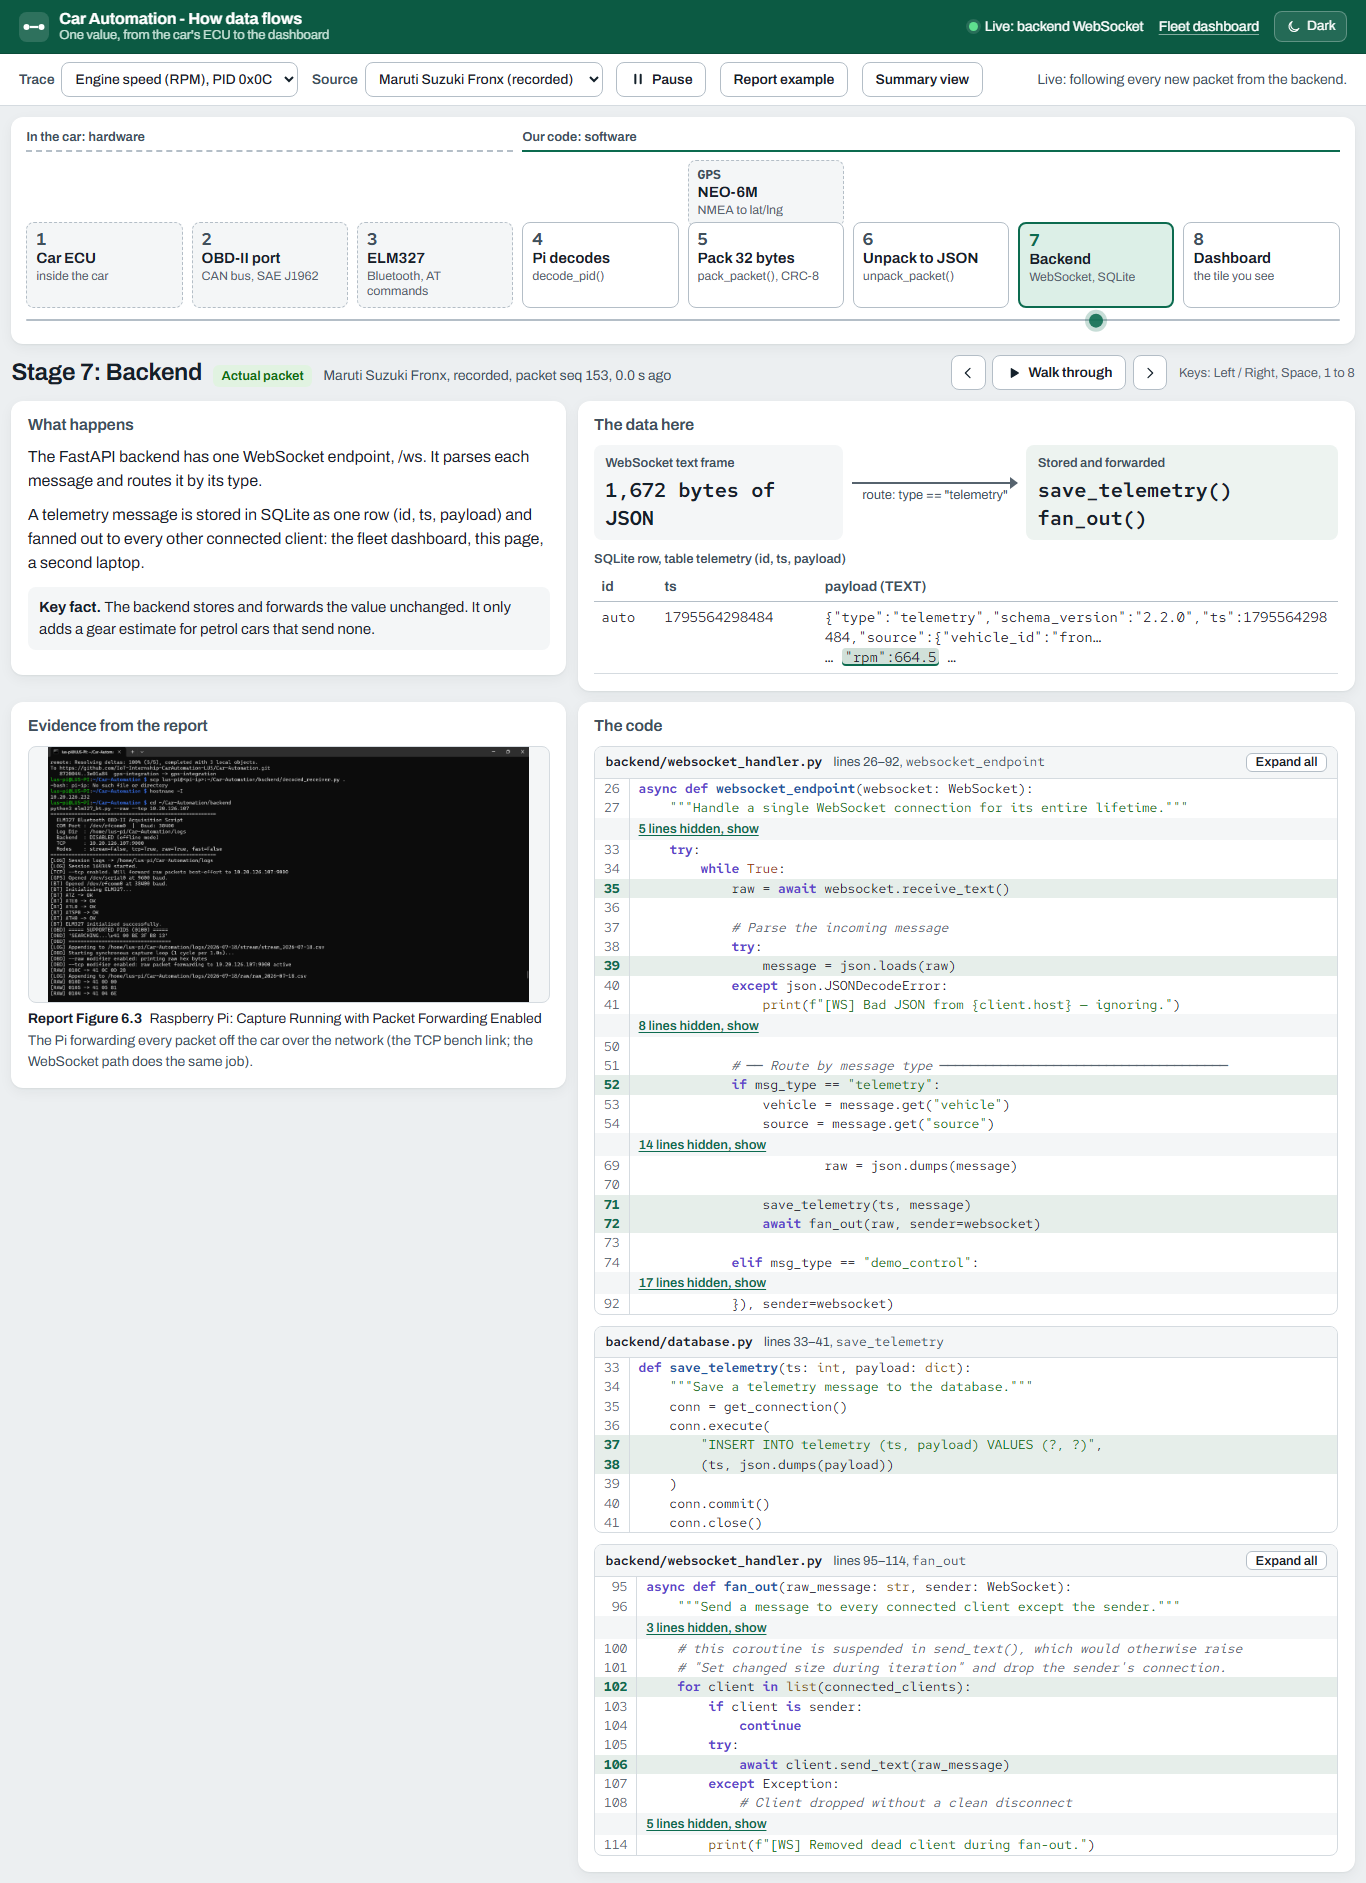 Car Automation - How data flows
One value, from the car's ECU to the dashboard
Live: backend WebSocket
Fleet dashboard
Dark
Trace
Engine speed (RPM), PID 0x0C
Source
Maruti Suzuki Fronx (recorded)
Pause
Report example
Summary view
Live: following every new packet from the backend.
In the car: hardware
Our code: software
GPS
NEO-6M
NMEA to lat/lng
1
Car ECU
inside the car
2
OBD-II port
CAN bus, SAE J1962
3
ELM327
Bluetooth, AT
commands
4
Pi decodes
decode_pid()
5
Pack 32 bytes
pack_packet(), CRC-8
6
Unpack to JSON
unpack_packet()
7
Backend
WebSocket, SQLite
8
Dashboard
the tile you see
Stage 7: Backend
Actual packet
Maruti Suzuki Fronx, recorded, packet seq 153, 0.0 s ago
Walk through
Keys: Left / Right, Space, 1 to 8
What happens
The FastAPI backend has one WebSocket endpoint, /ws. It parses each
message and routes it by its type.
A telemetry message is stored in SQLite as one row (id, ts, payload) and
fanned out to every other connected client: the fleet dashboard, this page,
a second laptop.
Key fact. The backend stores and forwards the value unchanged. It only
adds a gear estimate for petrol cars that send none.
The data here
WebSocket text frame
1,672 bytes of
JSON
route: type == "telemetry"
Stored and forwarded
save_telemetry()
fan_out()
SQLite row, table telemetry (id, ts, payload)
id ts payload (TEXT)
auto 1795564298484 {"type":"telemetry","schema_version":"2.2.0","ts":1795564298
484,"source":{"vehicle_id":"fron…
… "rpm":664.5 …
Evidence from the report
Report Figure 6.3 Raspberry Pi: Capture Running with Packet Forwarding Enabled
The Pi forwarding every packet off the car over the network (the TCP bench link; the
WebSocket path does the same job).
The code
backend/websocket_handler.py lines 26–92, websocket_endpoint
Expand all
26 async def websocket_endpoint(websocket: WebSocket):
27 """Handle a single WebSocket connection for its entire lifetime."""
5 lines hidden, show
33 try:
34 while True:
35 raw = await websocket.receive_text()
36
37 # Parse the incoming message
38 try:
39 message = json.loads(raw)
40 except json.JSONDecodeError:
41 print(f"[WS] Bad JSON from {client.host} — ignoring.")
8 lines hidden, show
50
51 # ── Route by message type ─────────────────────────────────────
52 if msg_type == "telemetry":
53 vehicle = message.get("vehicle")
54 source = message.get("source")
14 lines hidden, show
69 raw = json.dumps(message)
70
71 save_telemetry(ts, message)
72 await fan_out(raw, sender=websocket)
73
74 elif msg_type == "demo_control":
17 lines hidden, show
92 }), sender=websocket)
backend/database.py lines 33–41, save_telemetry
33 def save_telemetry(ts: int, payload: dict):
34 """Save a telemetry message to the database."""
35 conn = get_connection()
36 conn.execute(
37 "INSERT INTO telemetry (ts, payload) VALUES (?, ?)",
38 (ts, json.dumps(payload))
39 )
40 conn.commit()
41 conn.close()
backend/websocket_handler.py lines 95–114, fan_out
Expand all
95 async def fan_out(raw_message: str, sender: WebSocket):
96 """Send a message to every connected client except the sender."""
3 lines hidden, show
100 # this coroutine is suspended in send_text(), which would otherwise raise
101 # "Set changed size during iteration" and drop the sender's connection.
102 for client in list(connected_clients):
103 if client is sender:
104 continue
105 try:
106 await client.send_text(raw_message)
107 except Exception:
108 # Client dropped without a clean disconnect
5 lines hidden, show
114 print(f"[WS] Removed dead client during fan-out.")